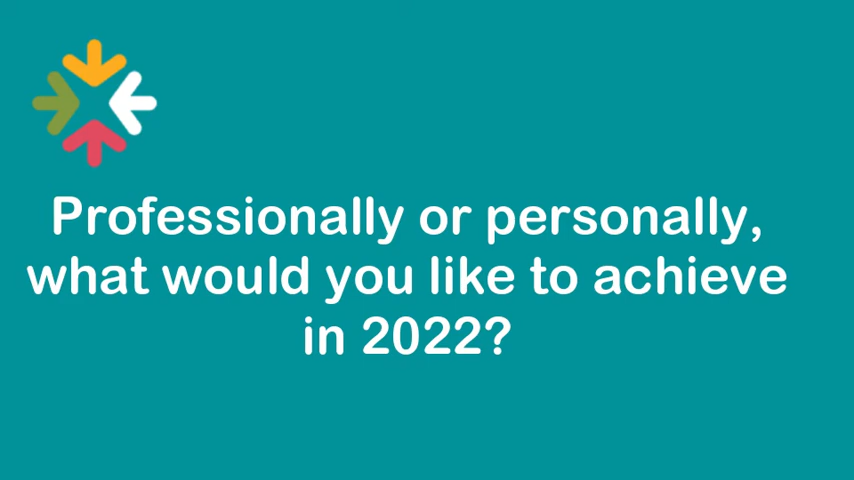 Professionally or personally,
what would you like to achieve
in 2022?